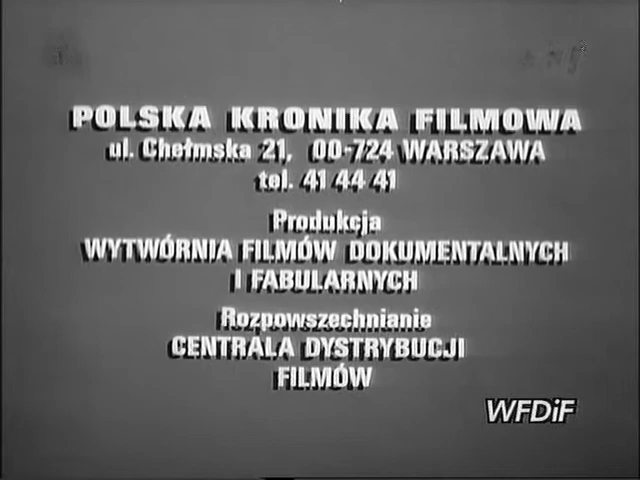 POLSKA KRONIKA FILMOWA
ul. Chełmska 21, 00-724 WARSZAWA
tel. 41 44 41
Produkcja
WYTWÓRNIA FILMÓW DOKUMENTALNYCH
I FABULARNYCH
Rozpowszechnianie
CENTRALA DYSTRYBUCJI
FILMÓW
WFDiF